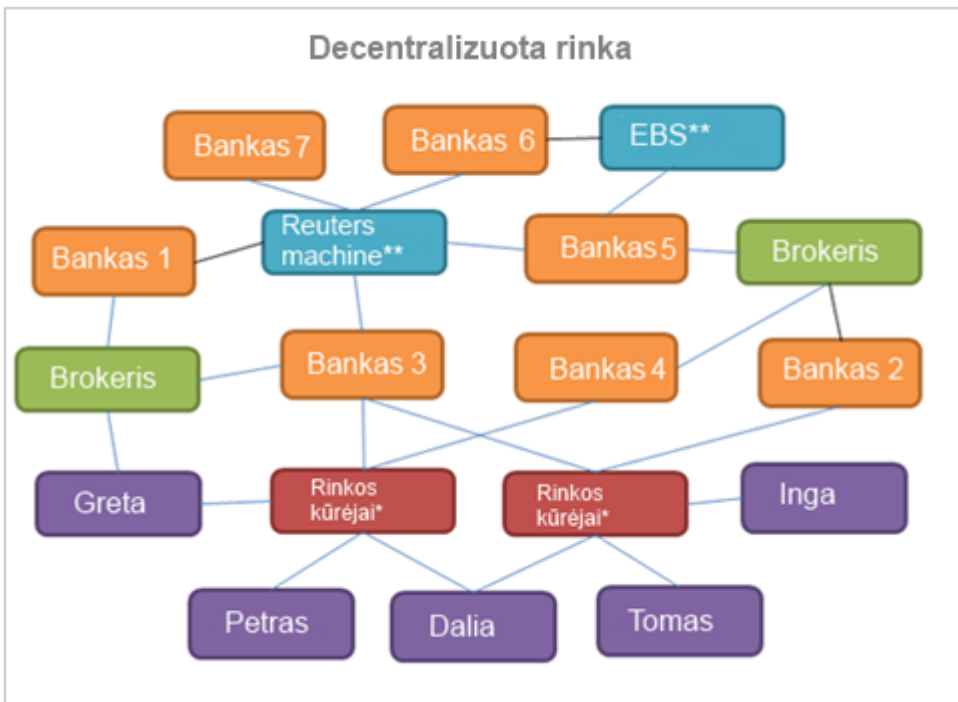 Decentralizuota rinka
Bankas 7
Bankas 6
EBS**
Reuters
machine**
Bankas 1
Bankas 5
Brokeris
Brokeris
Bankas 3
Bankas 4
Bankas 2
Greta
Rinkos
kūrėjai*
Rinkos
kūrėjai*
Inga
Petras
Dalia
Tomas